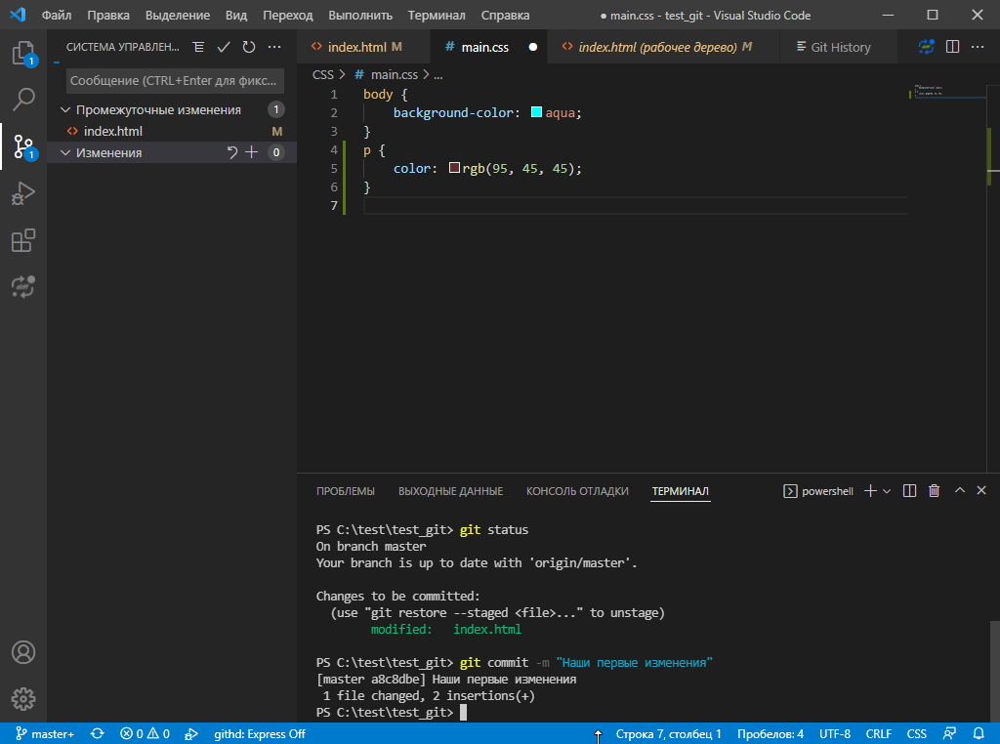 Файл Правка Выделение Вид Переход Выполнить Терминал Справка ● main.css - test_git - Visual Studio Code
СИСТЕМА УПРАВЛЕН...
Сообщение (CTRL+Enter для фикс...
Промежуточные изменения 1
index.html M
Изменения 0
1
1
index.html M
# main.css
index.html (рабочее дерево) M
Git History
CSS > # main.css > ...
1 body {
2 background-color: aqua;
3 }
4 p {
5 color: rgb(95, 45, 45);
6 }
7
ПРОБЛЕМЫ ВЫХОДНЫЕ ДАННЫЕ КОНСОЛЬ ОТЛАДКИ ТЕРМИНАЛ powershell
PS C:\test\test_git> git status
On branch master
Your branch is up to date with 'origin/master'.
Changes to be committed:
(use "git restore --staged <file>..." to unstage)
modified: index.html
PS C:\test\test_git> git commit -m "Наши первые изменения"
[master a8c8dbe] Наши первые изменения
1 file changed, 2 insertions(+)
PS C:\test\test_git>
master+ 0 0 githd: Express Off Строка 7, столбец 1 Пробелов: 4 UTF-8 CRLF CSS